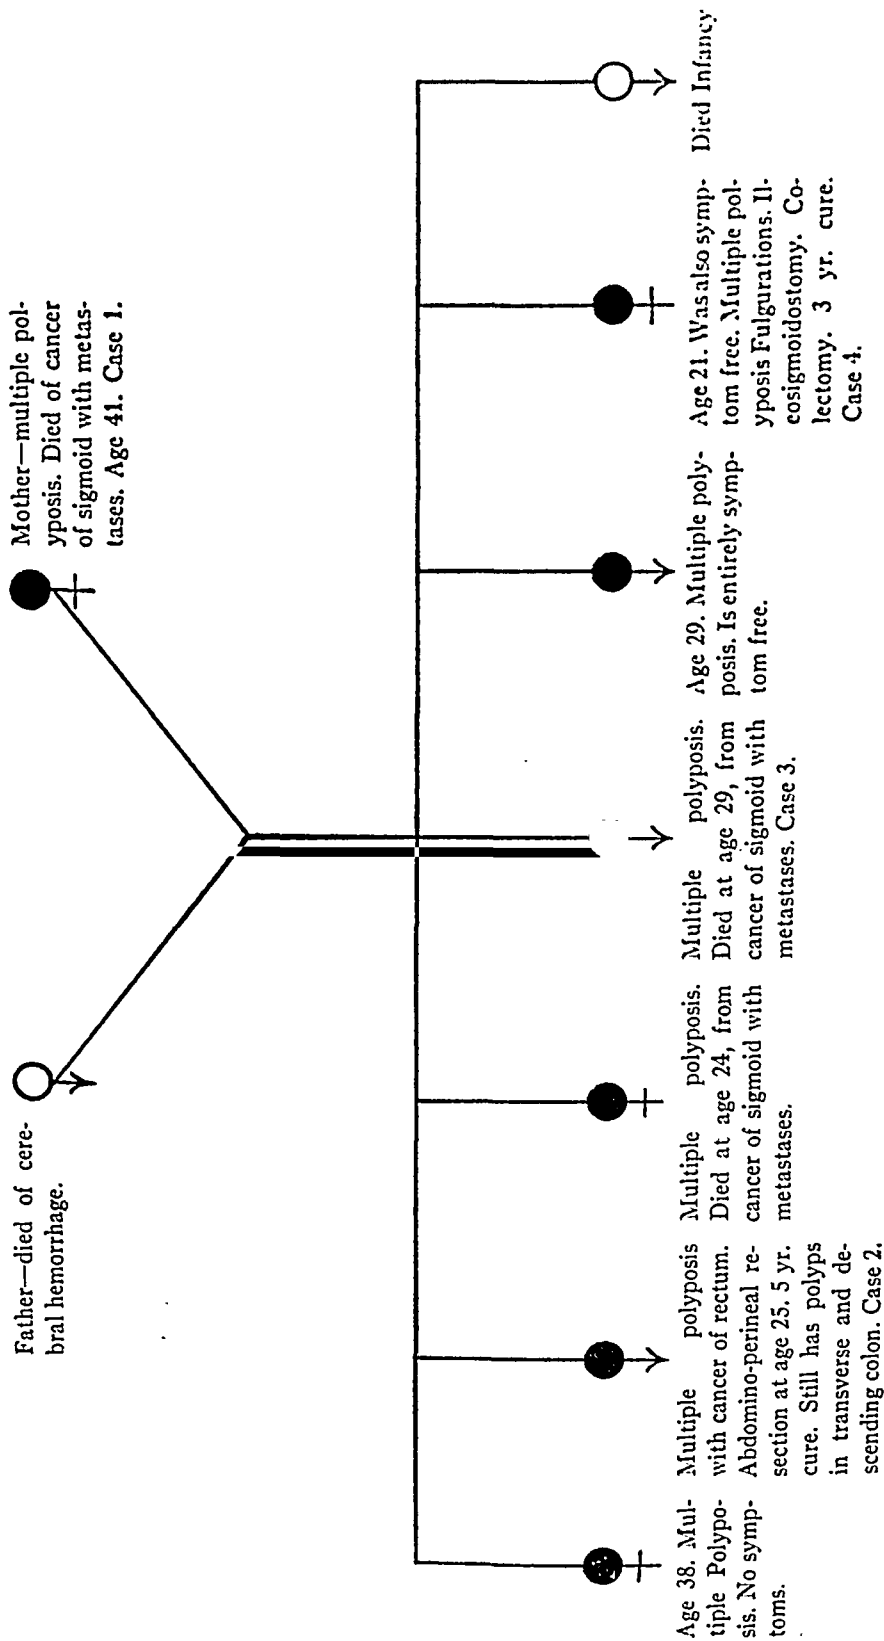 Father—died of cere-
bral hemorrhage.
Mother—multiple pol-
yposis. Died of cancer
of sigmoid with metas-
tases. Age 41. Case 1.
Age 38. Mul-
tiple Polypo-
sis. No symp-
toms.
Multiple polyposis
with cancer of rectum.
Abdomino-perineal re-
section at age 25. 5 yr.
cure. Still has polyps
in transverse and de-
scending colon. Case 2.
Multiple polyposis.
Died at age 24, from
cancer of sigmoid with
metastases.
Multiple polyposis.
Died at age 29, from
cancer of sigmoid with
metastases. Case 3.
Age 29. Multiple poly-
posis. Is entirely symp-
tom free.
Age 21. Was also symp-
tom free. Multiple pol-
yposis Fulgurations. Il-
eosigmoidostomy. Co-
lectomy. 3 yr. cure.
Case 4.
Died Infancy